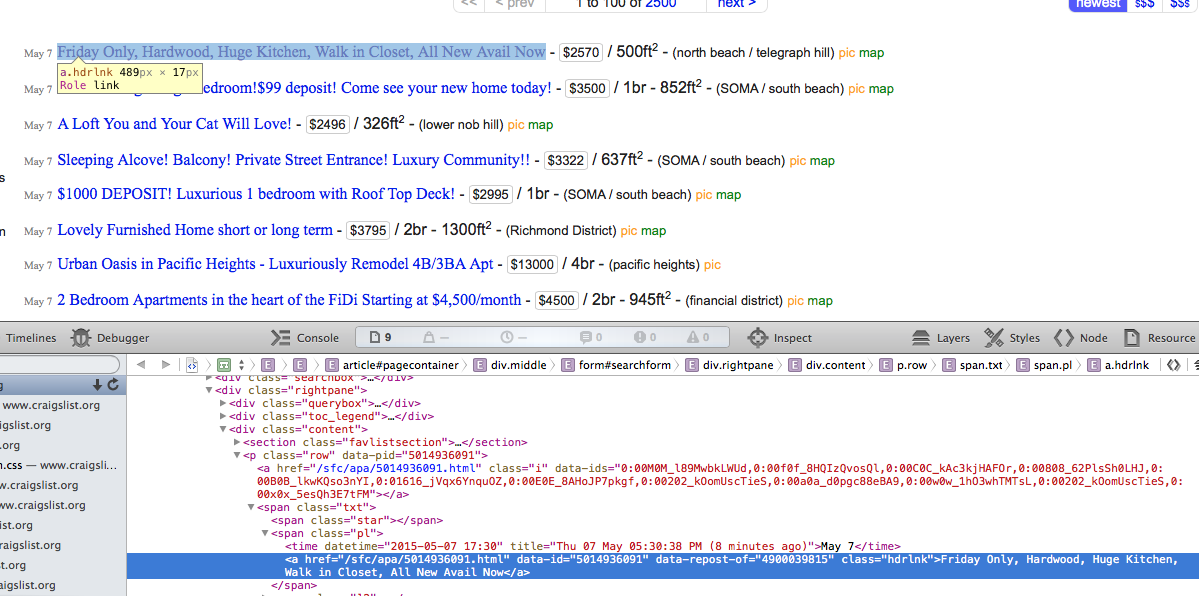 << < prev 1 to 100 of 2500 next > newest $$$ $$$
May 7 Friday Only, Hardwood, Huge Kitchen, Walk in Closet, All New Avail Now - $2570 / 500ft² - (north beach / telegraph hill) pic map
a.hdrlnk 489px × 17px
Role link
May 7 edroom!$99 deposit! Come see your new home today! - $3500 / 1br - 852ft² - (SOMA / south beach) pic map
May 7 A Loft You and Your Cat Will Love! - $2496 / 326ft² - (lower nob hill) pic map
May 7 Sleeping Alcove! Balcony! Private Street Entrance! Luxury Community!! - $3322 / 637ft² - (SOMA / south beach) pic map
s
May 7 $1000 DEPOSIT! Luxurious 1 bedroom with Roof Top Deck! - $2995 / 1br - (SOMA / south beach) pic map
n May 7 Lovely Furnished Home short or long term - $3795 / 2br - 1300ft² - (Richmond District) pic map
May 7 Urban Oasis in Pacific Heights - Luxuriously Remodel 4B/3BA Apt - $13000 / 4br - (pacific heights) pic
May 7 2 Bedroom Apartments in the heart of the FiDi Starting at $4,500/month - $4500 / 2br - 945ft² - (financial district) pic map
Timelines Debugger Console 9 — — 0 0 0 Inspect Layers Styles Node Resource
E E E article#pagecontainer E div.middle E form#searchform E div.rightpane E div.content E p.row E span.txt E span.pl E a.hdrlnk
g
www.craigslist.org
igslist.org
.org
n.css — www.craigsli...
w.craigslist.org
www.craigslist.org
ist.org
raigslist.org
t.org
aigslist.org
<div class="searchbox">…</div>
<div class="rightpane">
<div class="querybox">…</div>
<div class="toc_legend">…</div>
<div class="content">
<section class="favlistsection">…</section>
<p class="row" data-pid="5014936091">
<a href="/sfc/apa/5014936091.html" class="i" data-ids="0:00M0M_l89MwbkLWUd,0:00f0f_8HQIzQvosQl,0:00C0C_kAc3kjHAFOr,0:00808_62PlsSh0LHJ,0:
00B0B_lkwKQso3nYI,0:01616_jVqx6YnquOZ,0:00E0E_8AHoJP7pkgf,0:00202_kOomUscTieS,0:00a0a_d0pgc88eBA9,0:00w0w_1hO3whTMTsL,0:00202_kOomUscTieS,0:
00x0x_5esQh3E7tFM"></a>
<span class="txt">
<span class="star"></span>
<span class="pl">
<time datetime="2015-05-07 17:30" title="Thu 07 May 05:30:38 PM (8 minutes ago)">May 7</time>
<a href="/sfc/apa/5014936091.html" data-id="5014936091" data-repost-of="4900039815" class="hdrlnk">Friday Only, Hardwood, Huge Kitchen,
Walk in Closet, All New Avail Now</a>
</span>